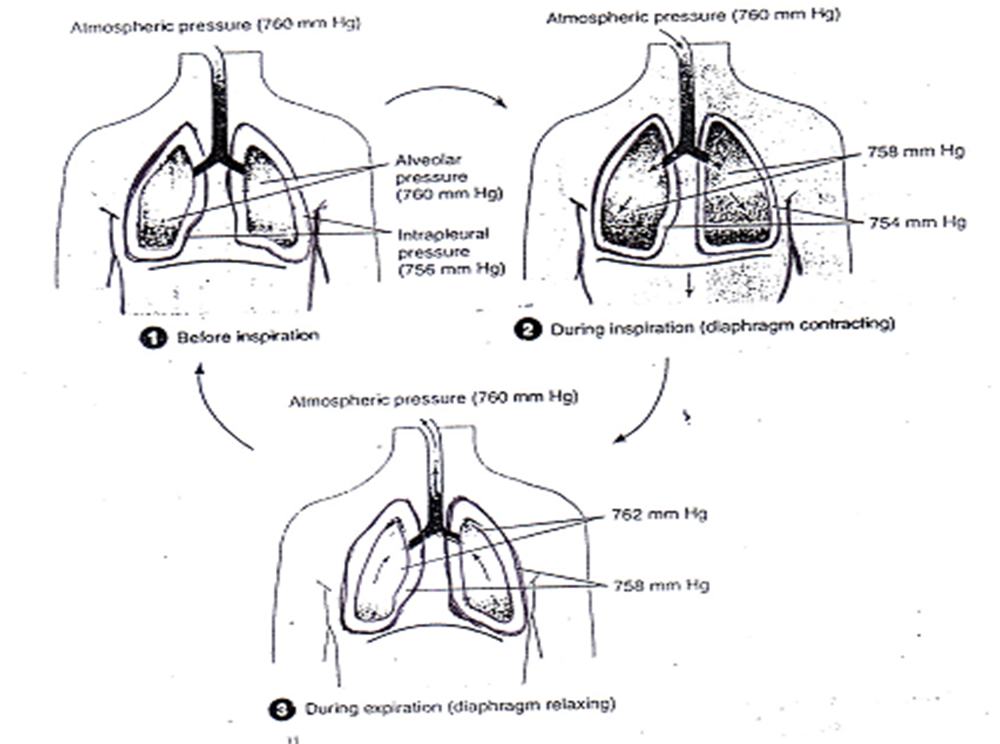 Atmospheric pressure (760 mm Hg)
Atmospheric pressure (760 mm Hg)
Alveolar
pressure
(760 mm Hg)
Intrapleural
pressure
(756 mm Hg)
758 mm Hg
754 mm Hg
1 Before inspiration
2 During inspiration (diaphragm contracting)
Atmospheric pressure (760 mm Hg)
762 mm Hg
758 mm Hg
3 During expiration (diaphragm relaxing)